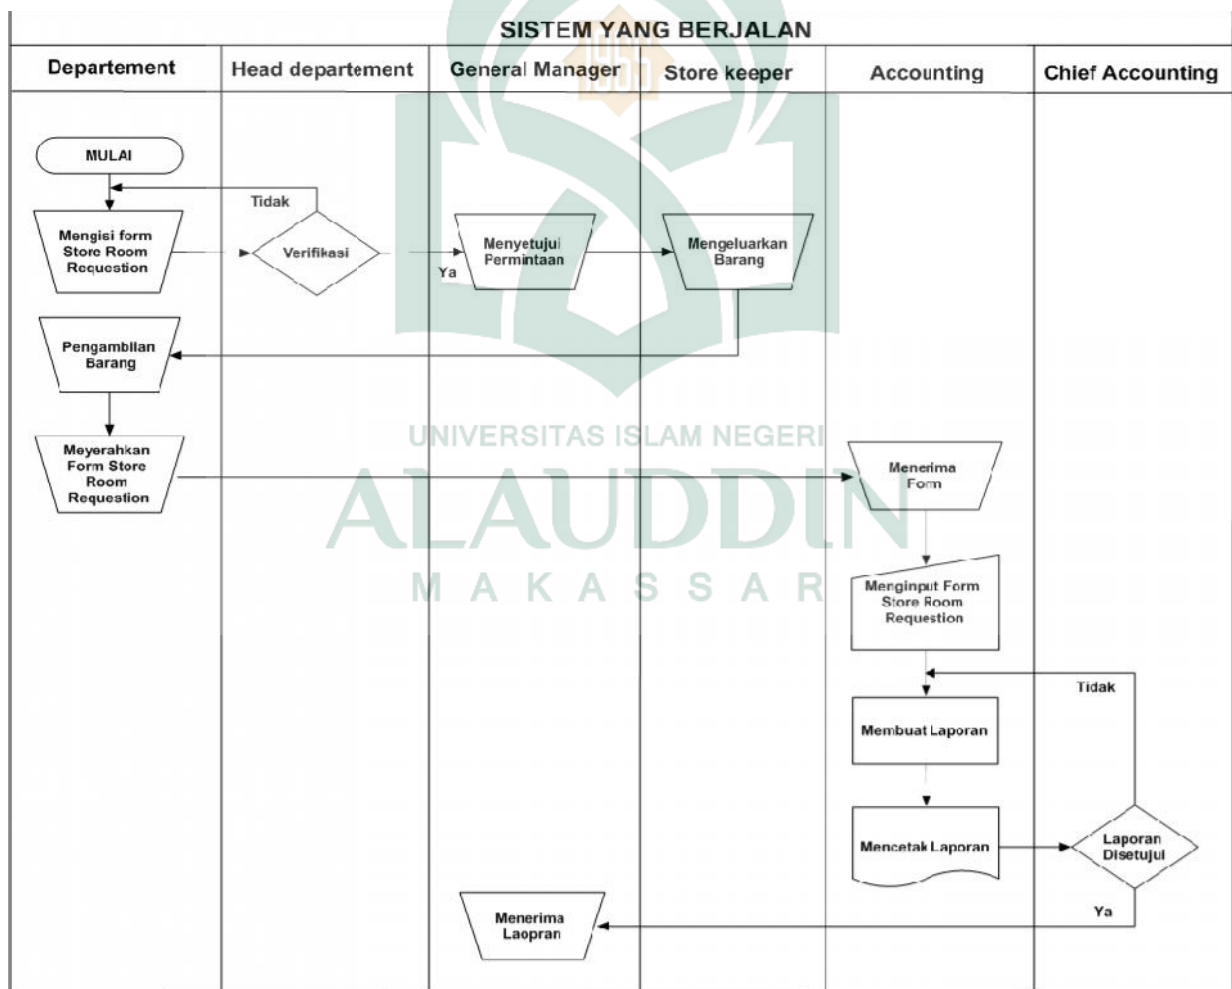 SISTEM YANG BERJALAN
Departement
Head departement
General Manager
Store keeper
Accounting
Chief Accounting
1965
MULAI
Tidak
Mengisi form
Store Room
Requestion
Verifikasi
Ya
Menyetujui
Permintaan
Mengeluarkan
Barang
Pengambilan
Barang
Meyerahkan
Form Store
Room
Requestion
UNIVERSITAS ISLAM NEGERI
ALAUDDIN
MAKASSAR
Menerima
Form
Menginput Form
Store Room
Requestion
Tidak
Membuat Laporan
Mencetak Laporan
Laporan
Disetujui
Ya
Menerima
Laopran